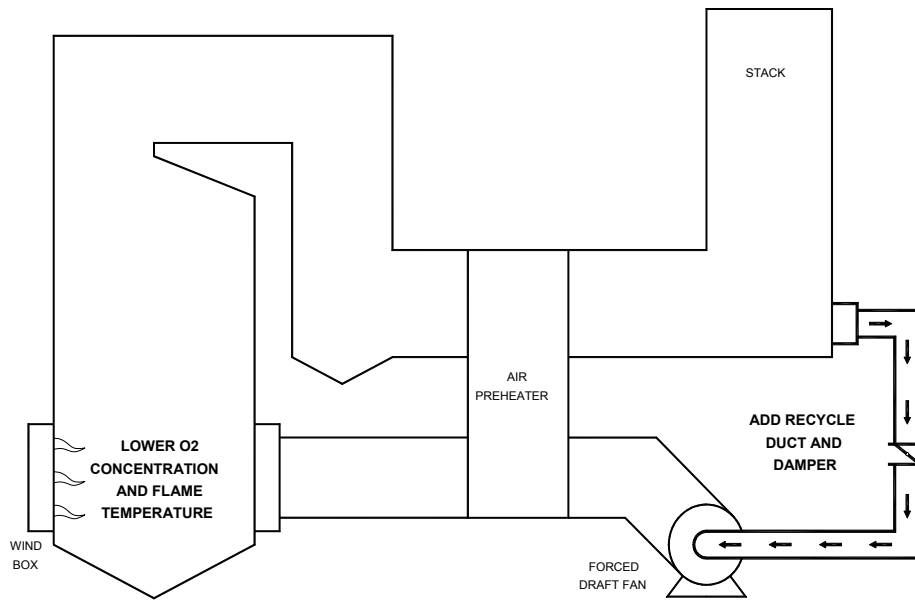 STACK
AIR
PREHEATER
ADD RECYCLE
DUCT AND
DAMPER
LOWER O2
CONCENTRATION
AND FLAME
TEMPERATURE
WIND
BOX
FORCED
DRAFT FAN